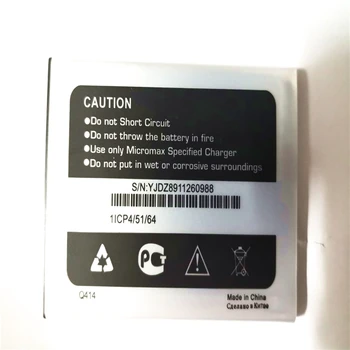 CAUTION
●Do not Short Circuit
●Do not throw the battery in fire
●Use only Micromax Specified Charger
●Do not put in wet or corrosive surroundings
S/N:YJDZ8911260988
1ICP4/51/64
Q414
Made in China
Сделано в Китае